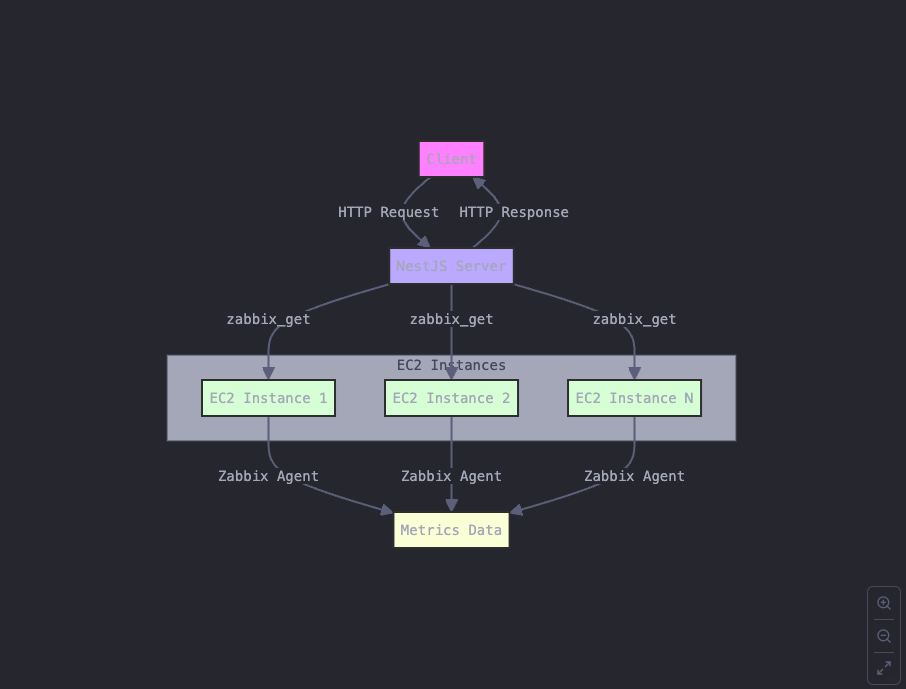 Client
HTTP Request
HTTP Response
NestJS Server
zabbix_get
zabbix_get
zabbix_get
EC2 Instances
EC2 Instance 1
EC2 Instance 2
EC2 Instance N
Zabbix Agent
Zabbix Agent
Zabbix Agent
Metrics Data